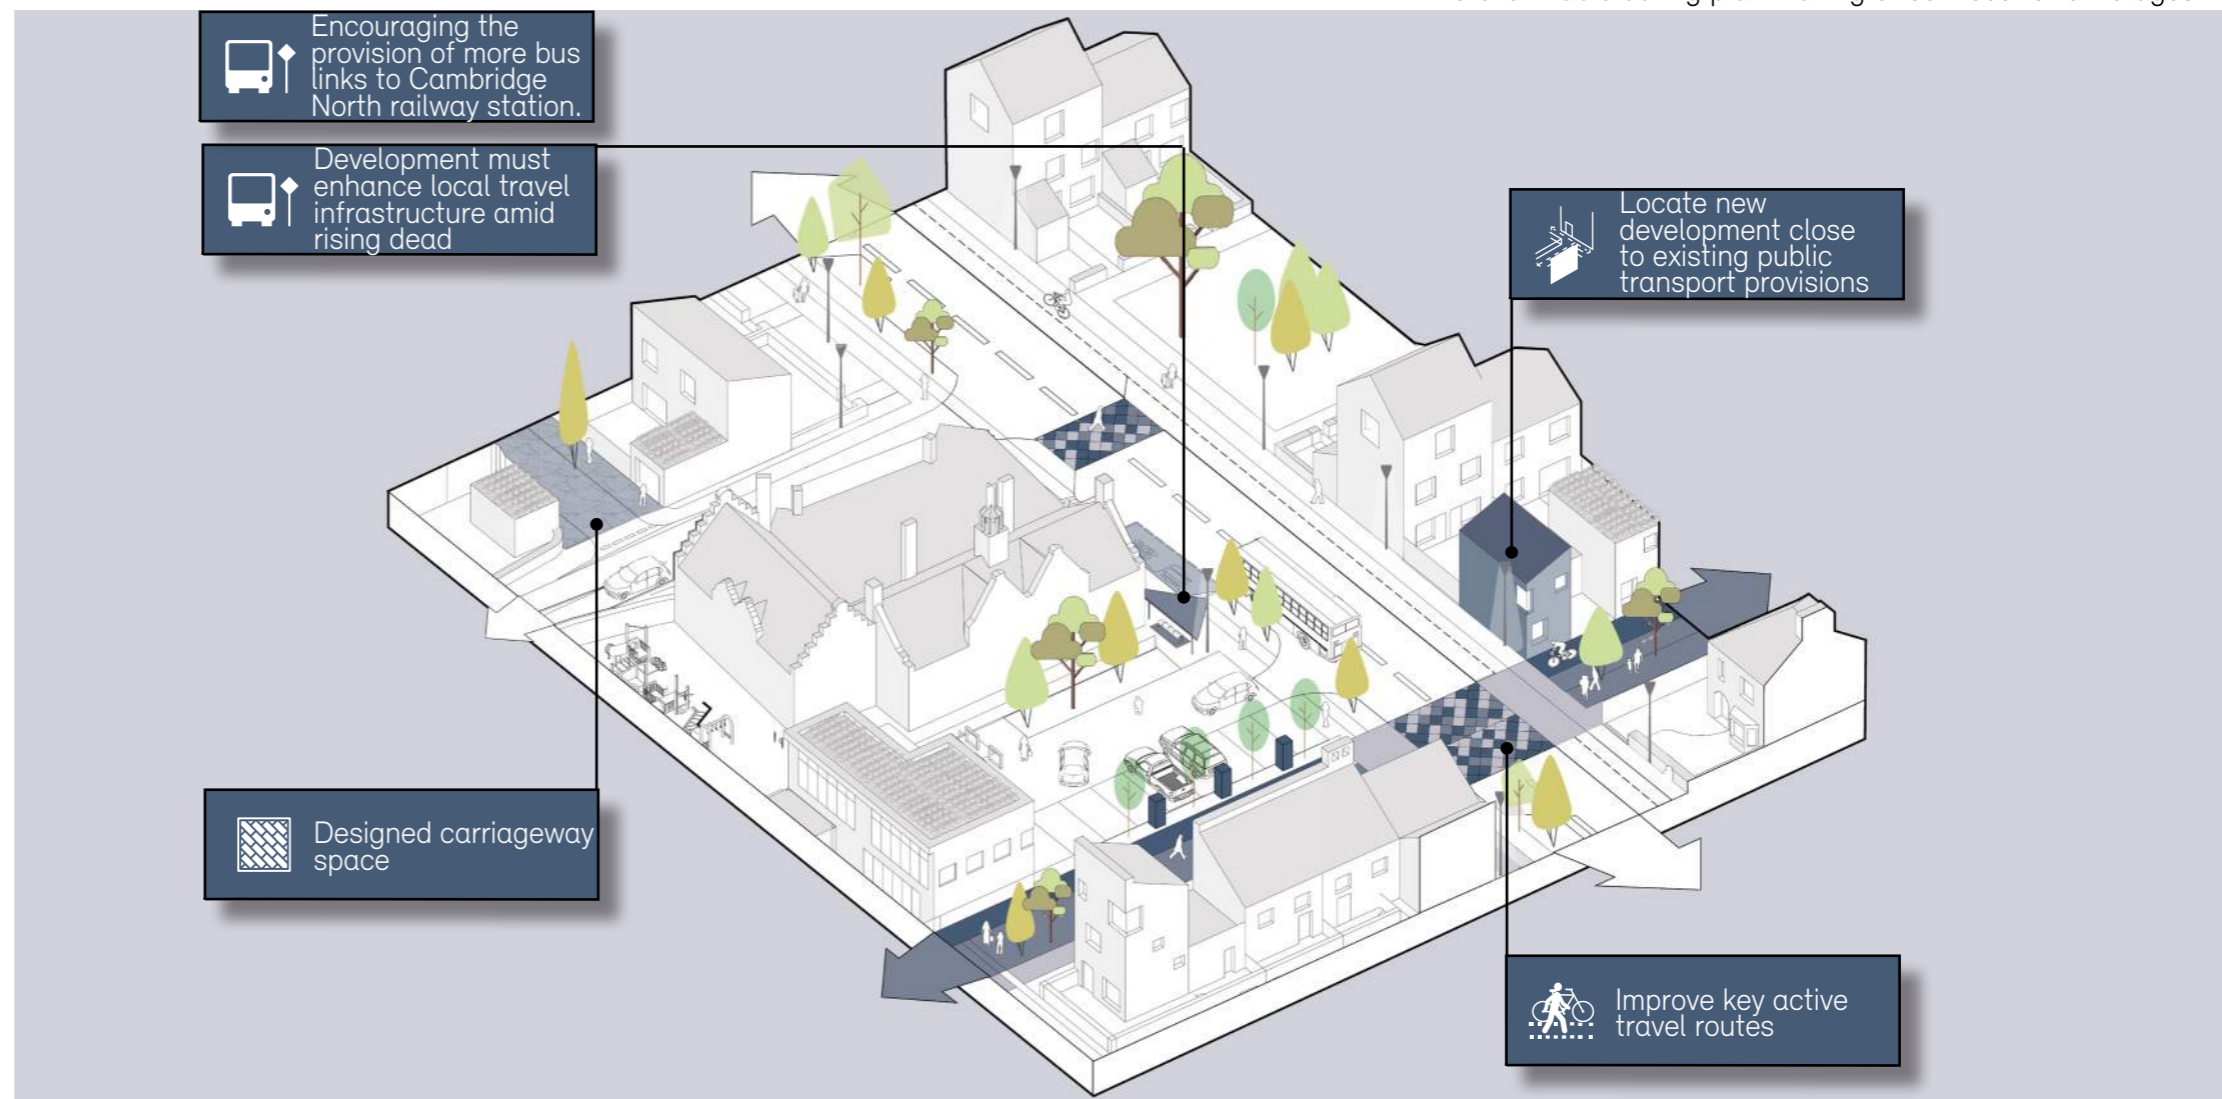 Encouraging the
provision of more bus
links to Cambridge
North railway station.
Development must
enhance local travel
infrastructure amid
rising dead
Locate new
development close
to existing public
transport provisions
Designed carriageway
space
Improve key active
travel routes